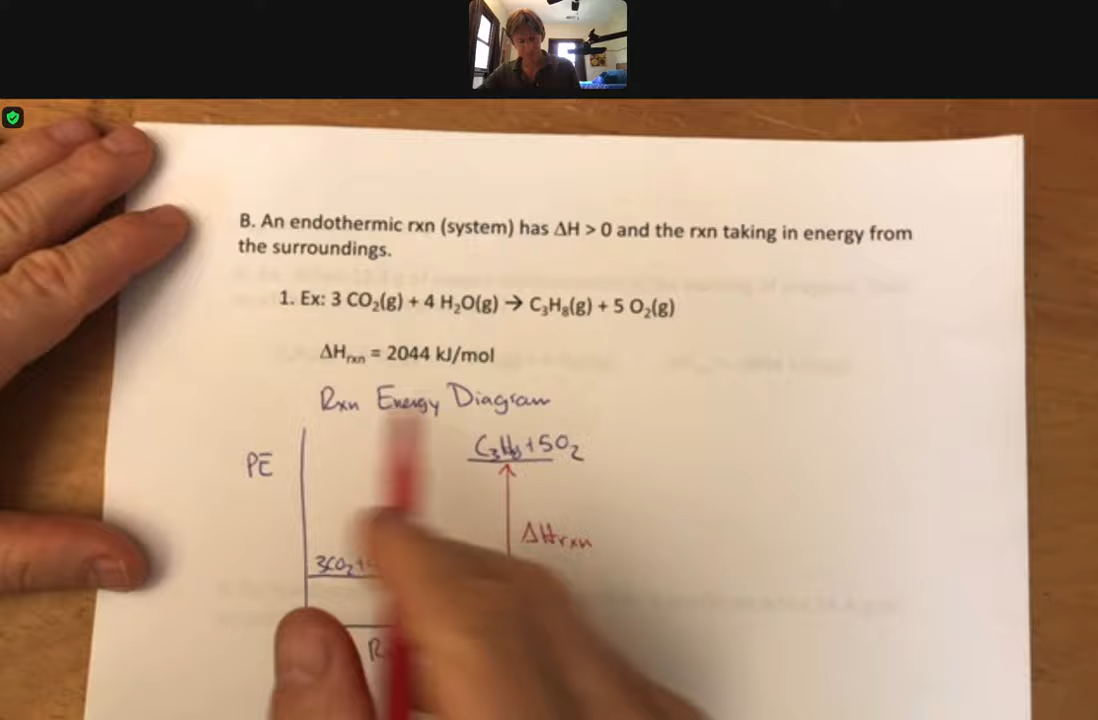 B. An endothermic rxn (system) has ΔH > 0 and the rxn taking in energy from
the surroundings.
1. Ex: 3 CO₂(g) + 4 H₂O(g) → C₃H₈(g) + 5 O₂(g)
ΔHᵣₓₙ = 2044 kJ/mol
Rxn Energy Diagram
C₃H₈+5O₂
PE
ΔHrxn
3CO₂+
R